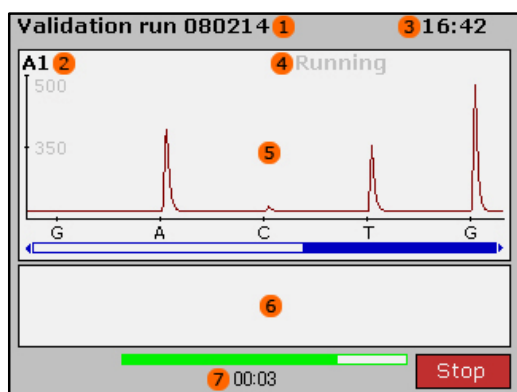 Validation run 080214 1 3 16:42
A1 2 4 Running
500
350
5
G A C T G
6
7 00:03
Stop